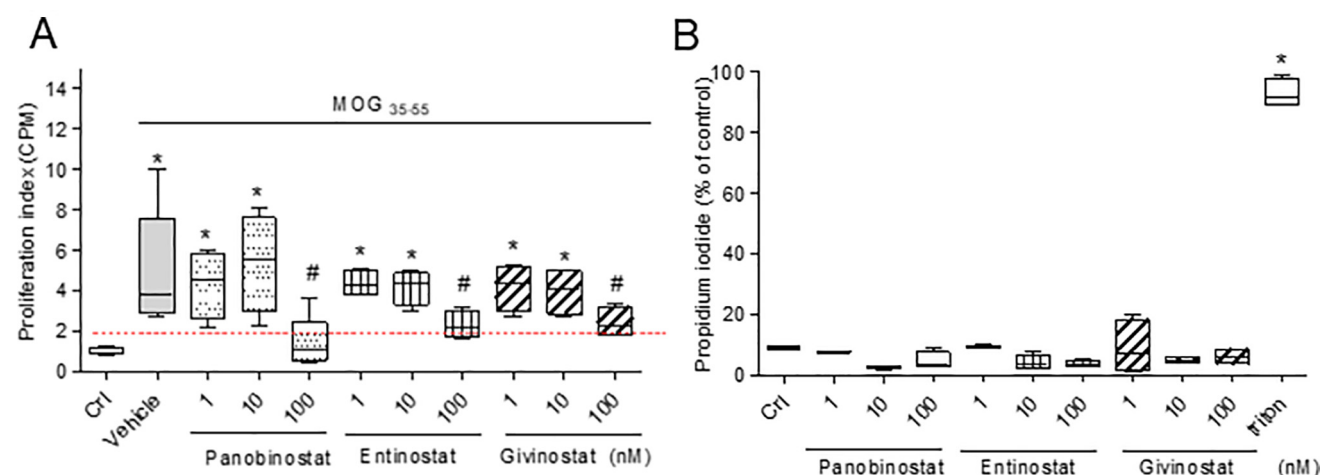 A
Proliferation index (CPM)
14
12
10
8
6
4
2
0
MOG 35-55
*
*
*
#
*
*
#
*
*
#
Crl
Vehicle
1
10
100
1
10
100
1
10
100
Panobinostat
Entinostat
Givinostat (nM)
B
Propidium iodide (% of control)
100
80
60
40
20
0
*
Crl
1
10
100
1
10
100
1
10
100
triton
Panobinostat
Entinostat
Givinostat
(nM)